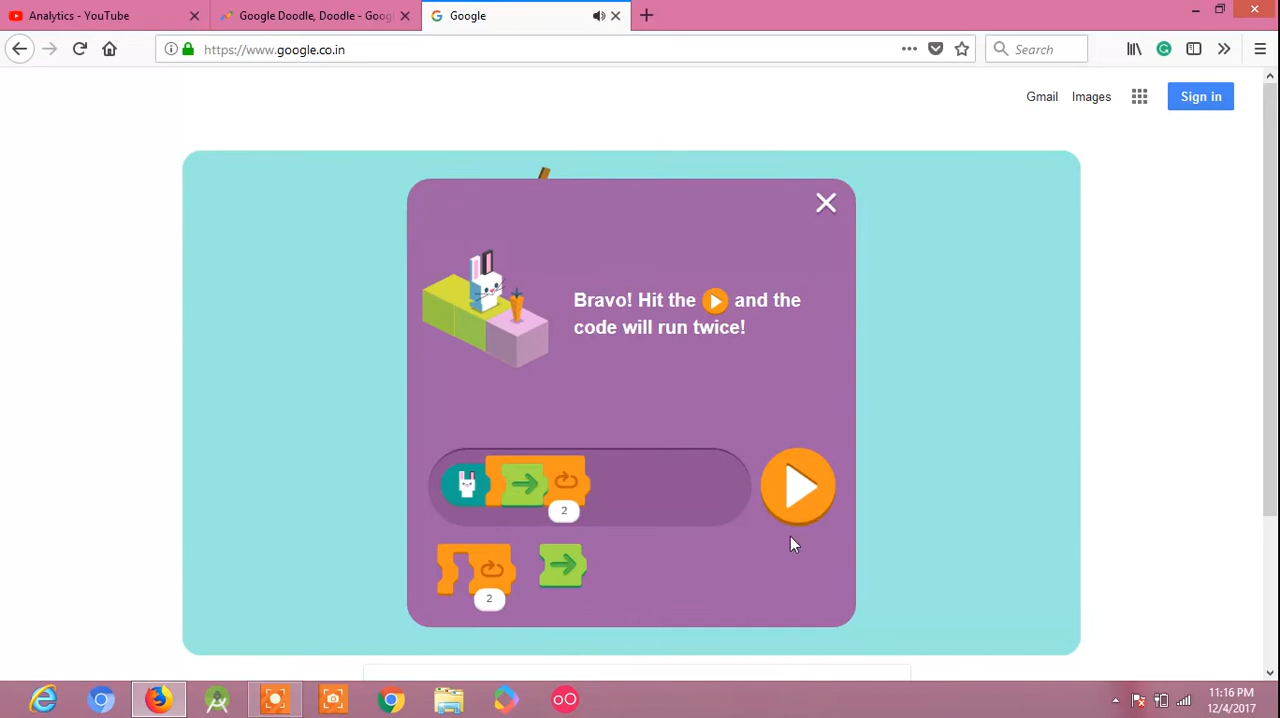 Analytics - YouTube
Google Doodle, Doodle - Goog
Google
https://www.google.co.in
Search
Gmail Images Sign in
Bravo! Hit the and the
code will run twice!
2
2
11:16 PM
12/4/2017